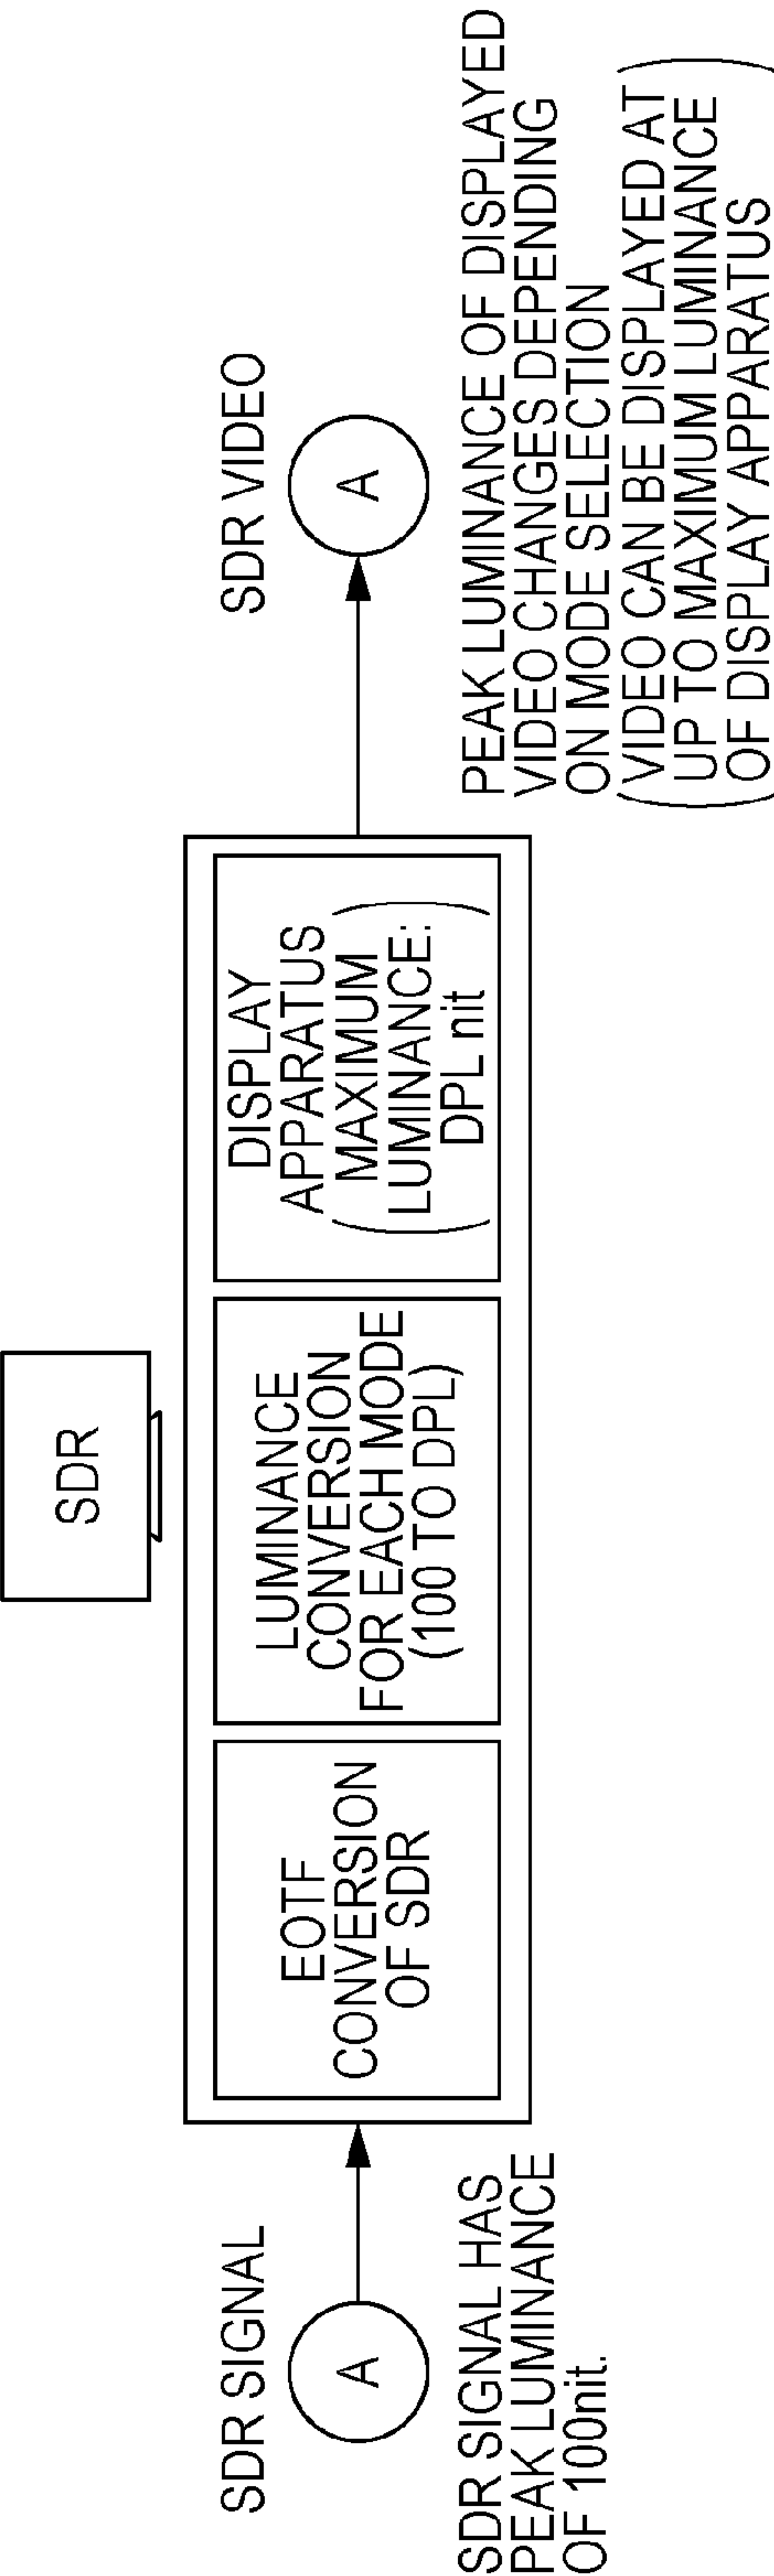 SDR
SDR SIGNAL
A
SDR SIGNAL HAS
PEAK LUMINANCE
OF 100nit.
EOTF
CONVERSION
OF SDR
LUMINANCE
CONVERSION
FOR EACH MODE
(100 TO DPL)
DISPLAY
APPARATUS
(MAXIMUM
LUMINANCE:
DPL nit)
SDR VIDEO
A
PEAK LUMINANCE OF DISPLAYED
VIDEO CHANGES DEPENDING
ON MODE SELECTION
(VIDEO CAN BE DISPLAYED AT
UP TO MAXIMUM LUMINANCE
OF DISPLAY APPARATUS)